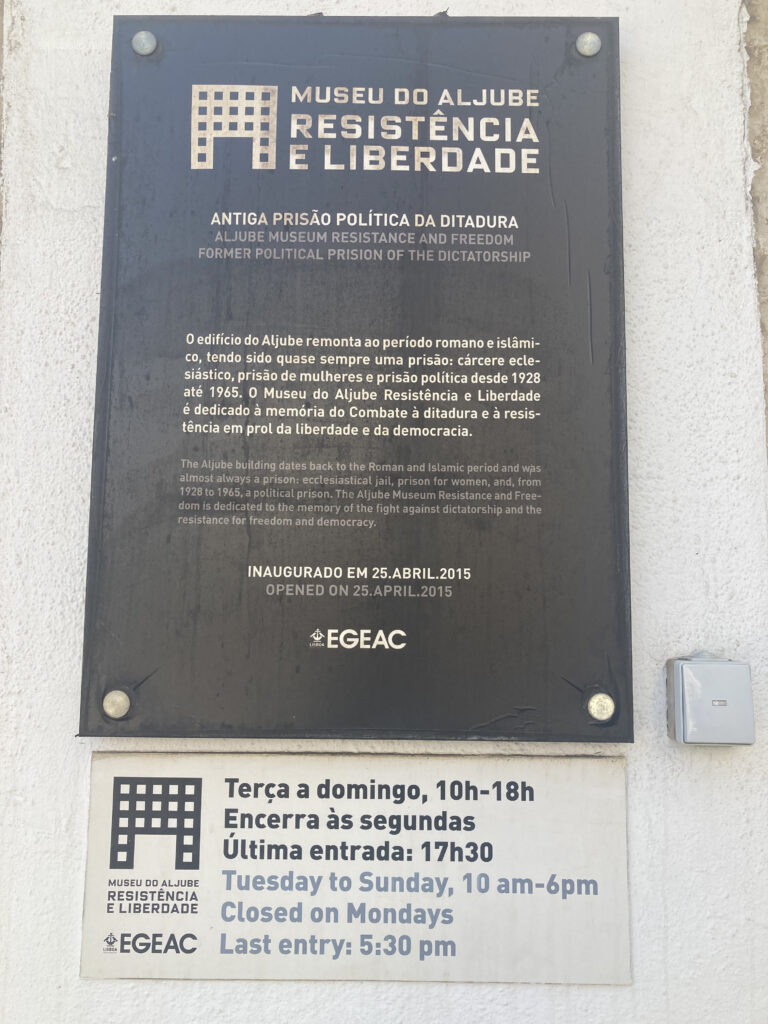 MUSEU DO ALJUBE
RESISTÊNCIA
E LIBERDADE
ANTIGA PRISÃO POLÍTICA DA DITADURA
ALJUBE MUSEUM RESISTANCE AND FREEDOM
FORMER POLITICAL PRISION OF THE DICTATORSHIP
O edifício do Aljube remonta ao período romano e islâmi-
co, tendo sido quase sempre uma prisão: cárcere ecle-
siástico, prisão de mulheres e prisão política desde 1928
até 1965. O Museu do Aljube Resistência e Liberdade
é dedicado à memória do Combate à ditadura e à resis-
tência em prol da liberdade e da democracia.
The Aljube building dates back to the Roman and Islamic period and was
almost always a prison: ecclesiastical jail, prison for women, and, from
1928 to 1965, a political prison. The Aljube Museum Resistance and Free-
dom is dedicated to the memory of the fight against dictatorship and the
resistance for freedom and democracy.
INAUGURADO EM 25.ABRIL.2015
OPENED ON 25.APRIL.2015
LISBOA EGEAC
Terça a domingo, 10h-18h
Encerra às segundas
Última entrada: 17h30
Tuesday to Sunday, 10 am-6pm
Closed on Mondays
Last entry: 5:30 pm
MUSEU DO ALJUBE
RESISTÊNCIA
E LIBERDADE
LISBOA EGEAC